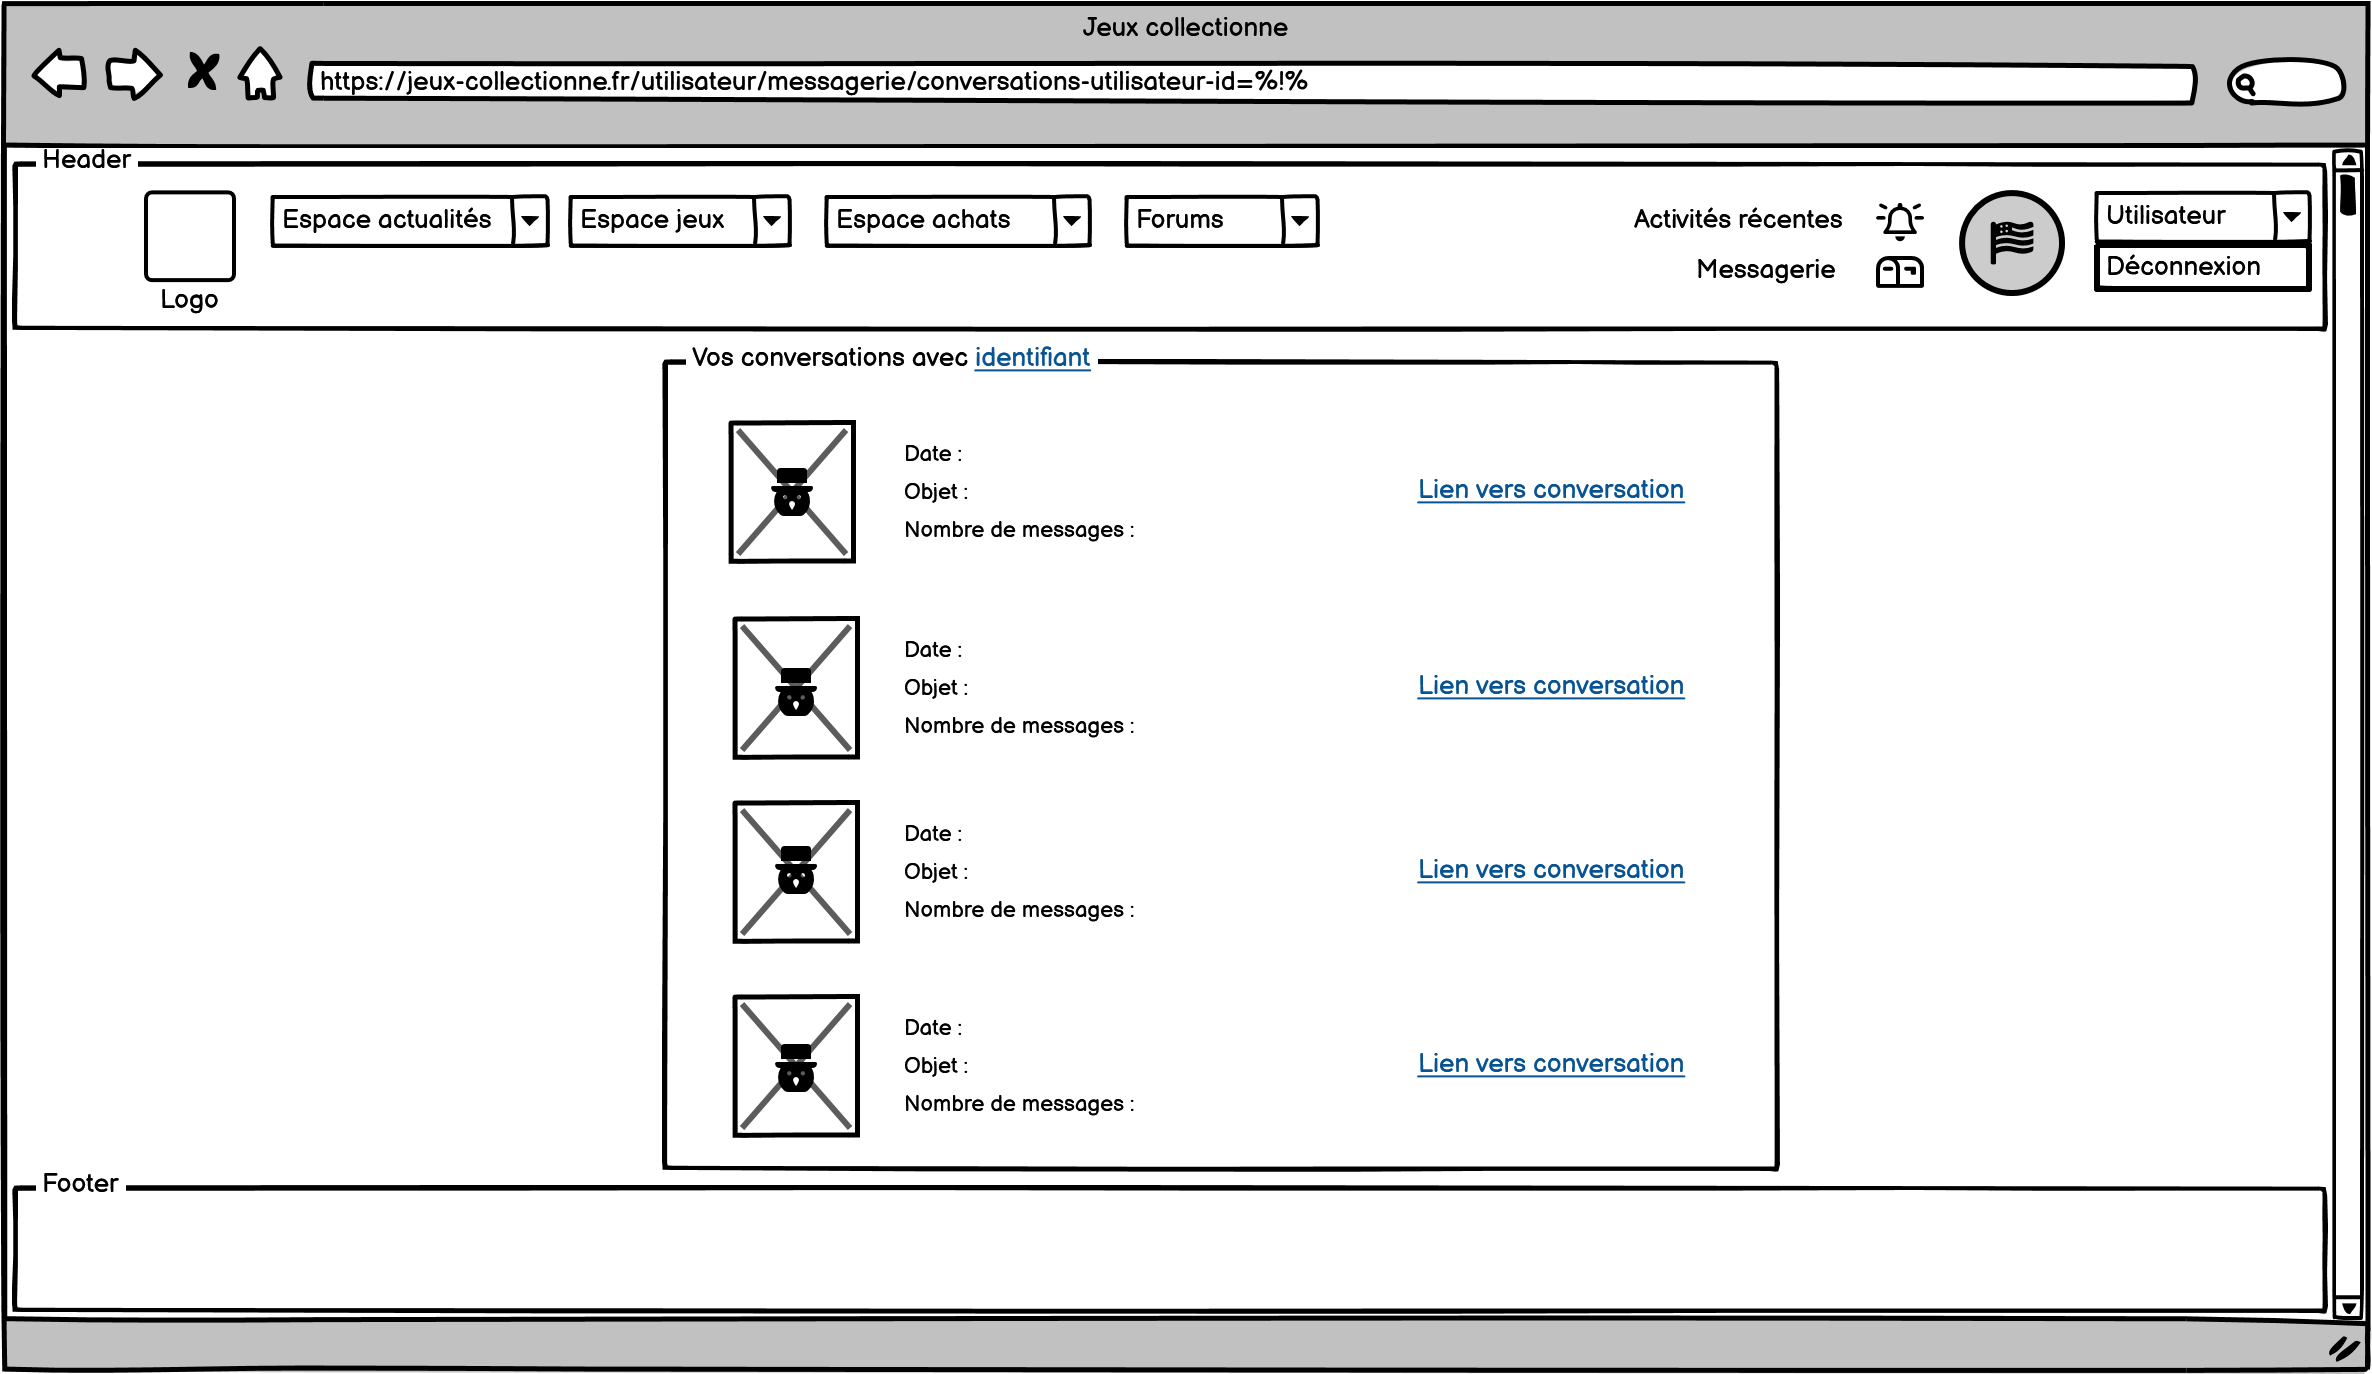 Jeux collectionne
https://jeux-collectionne.fr/utilisateur/messagerie/conversations-utilisateur-id=%!%
Header
Espace actualités
Espace jeux
Espace achats
Forums
Activités récentes
Utilisateur
Messagerie
Déconnexion
Logo
Vos conversations avec identifiant
Date :
Objet :
Lien vers conversation
Nombre de messages :
Date :
Objet :
Lien vers conversation
Nombre de messages :
Date :
Objet :
Lien vers conversation
Nombre de messages :
Date :
Objet :
Lien vers conversation
Nombre de messages :
Footer